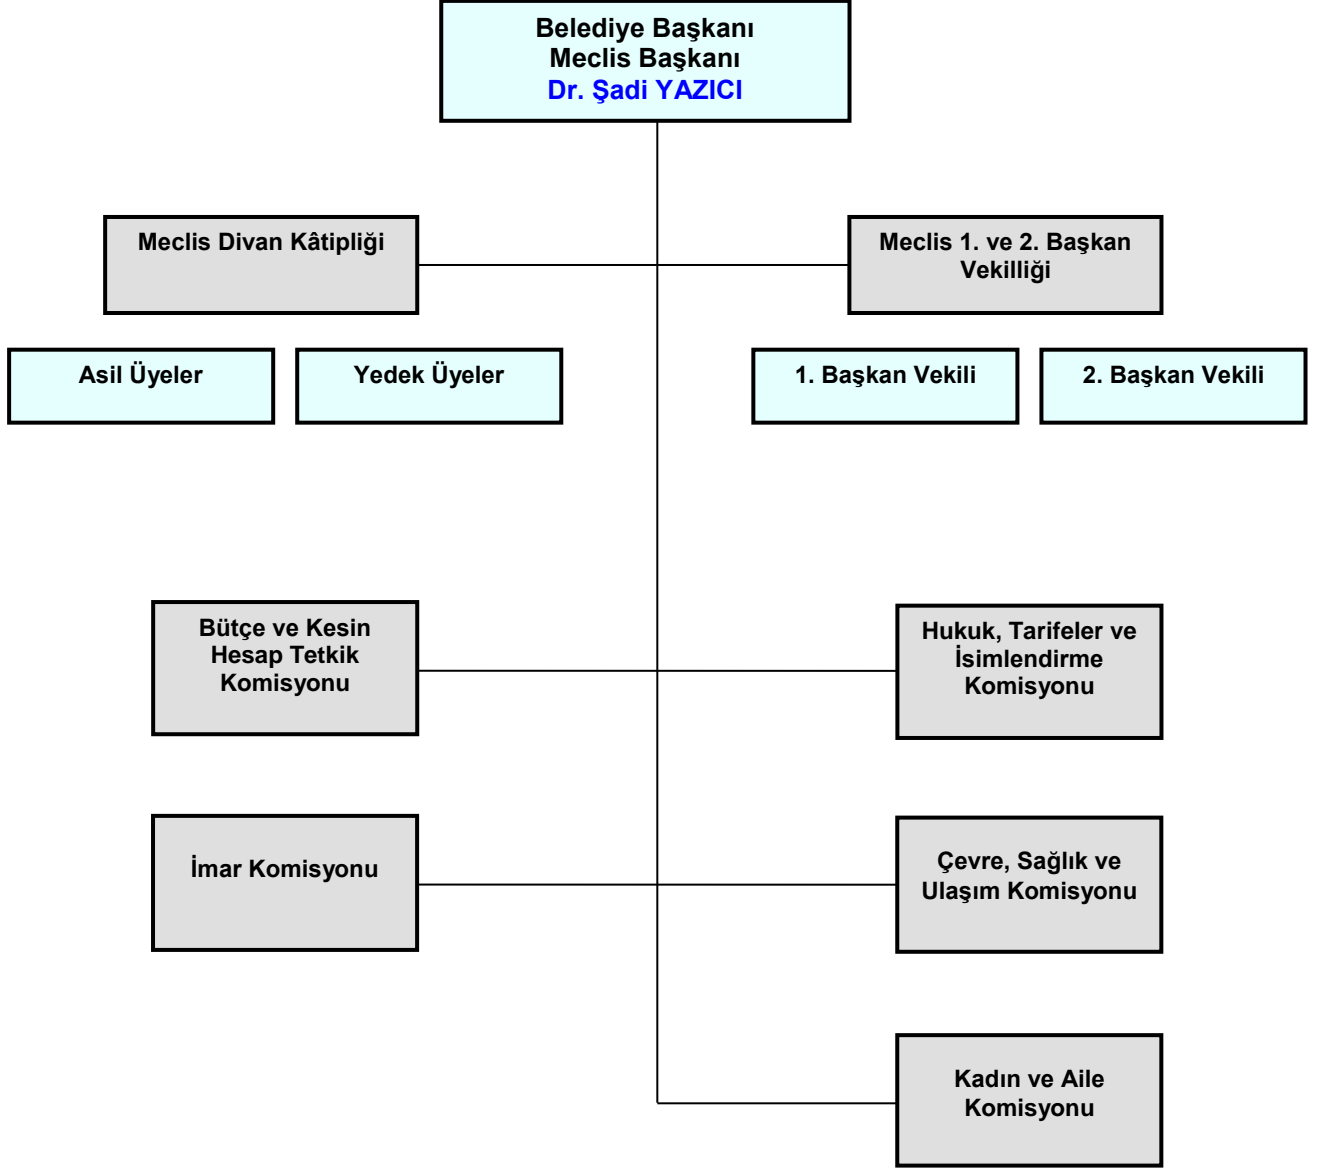 Belediye Başkanı
Meclis Başkanı
Dr. Şadi YAZICI
Meclis Divan Kâtipliği
Meclis 1. ve 2. Başkan
Vekilliği
Asil Üyeler
Yedek Üyeler
1. Başkan Vekili
2. Başkan Vekili
Bütçe ve Kesin
Hesap Tetkik
Komisyonu
Hukuk, Tarifeler ve
İsimlendirme
Komisyonu
İmar Komisyonu
Çevre, Sağlık ve
Ulaşım Komisyonu
Kadın ve Aile
Komisyonu